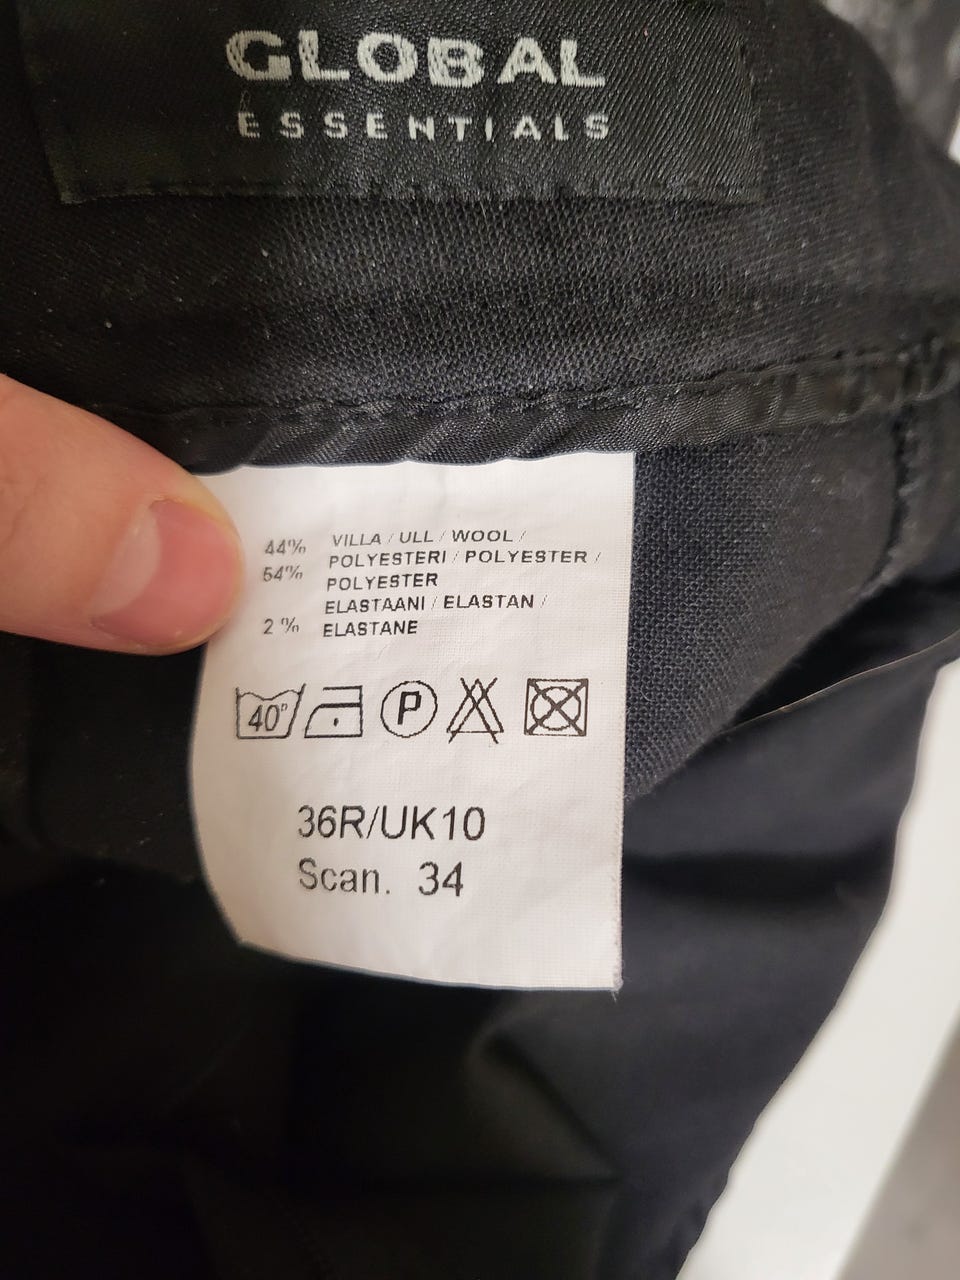 GLOBAL
ESSENTIALS
44% VILLA / ULL / WOOL /
54% POLYESTERI / POLYESTER /
POLYESTER
ELASTAANI / ELASTAN /
2 % ELASTANE
40° P
36R/UK10
Scan. 34